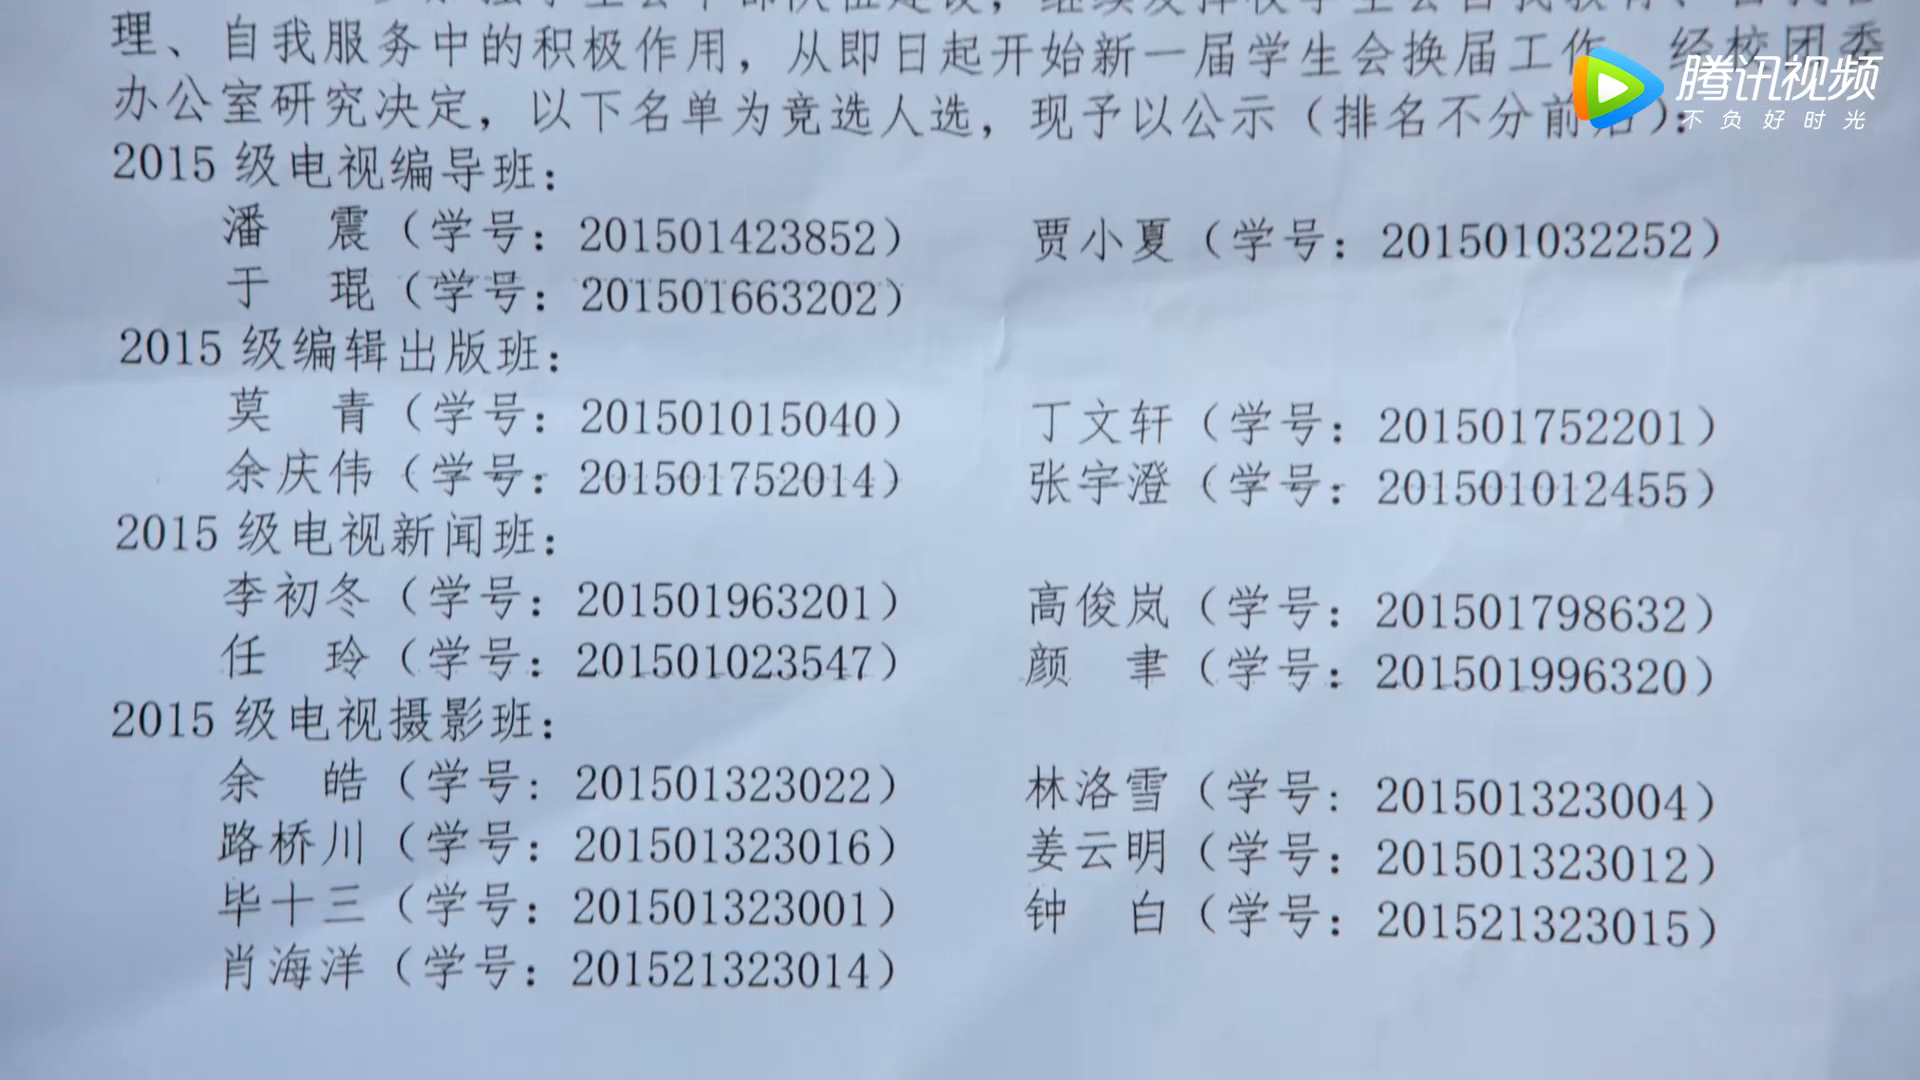 理、自我服务中的积极作用，从即日起开始新一届学生会换届工作。经校团委
办公室研究决定，以下名单为竞选人选，现予以公示（排名不分前后）：
腾讯视频
不负好时光
2015 级电视编导班：
潘　震（学号：201501423852）　贾小夏（学号：201501032252）
于　琨（学号：201501663202）
2015 级编辑出版班：
莫　青（学号：201501015040）　丁文轩（学号：201501752201）
余庆伟（学号：201501752014）　张宇澄（学号：201501012455）
2015 级电视新闻班：
李初冬（学号：201501963201）　高俊岚（学号：201501798632）
任　玲（学号：201501023547）　颜　聿（学号：201501996320）
2015 级电视摄影班：
余　皓（学号：201501323022）　林洛雪（学号：201501323004）
路桥川（学号：201501323016）　姜云明（学号：201501323012）
毕十三（学号：201501323001）　钟　白（学号：201521323015）
肖海洋（学号：201521323014）